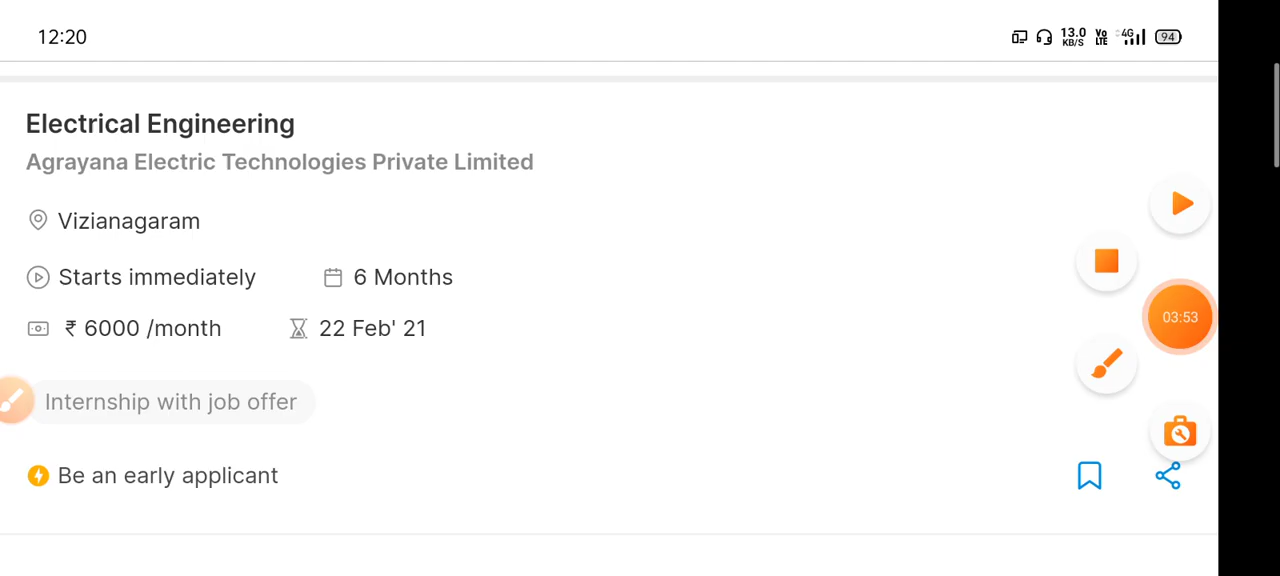 12:20
13.0 KB/S Vo LTE 4G 94
Electrical Engineering
Agrayana Electric Technologies Private Limited
Vizianagaram
Starts immediately 6 Months
₹ 6000 /month 22 Feb' 21
03:53
Internship with job offer
Be an early applicant